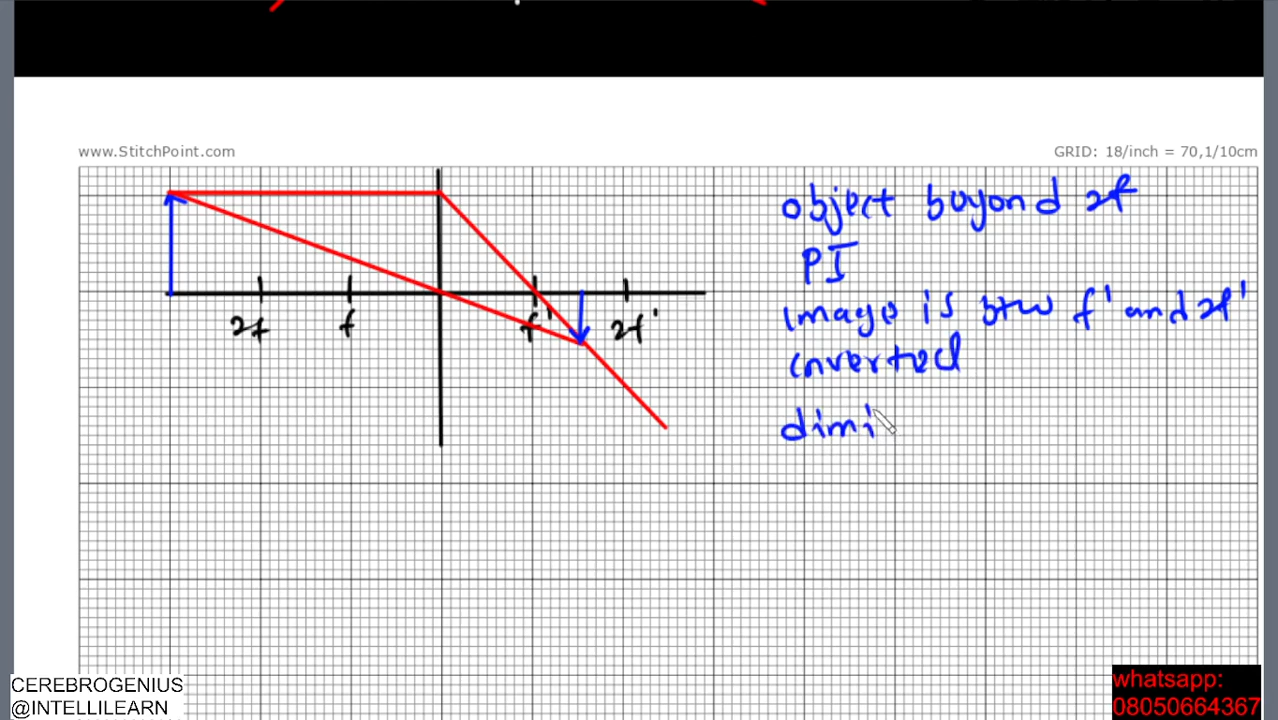 www.StitchPoint.com
GRID: 18/inch = 70,1/10cm
object beyond 2f
PI
Image is btw f' and 2f'
inverted
dimi
2f
f
f'
2f'
CEREBROGENIUS
@INTELLILEARN
whatsapp:
08050664367